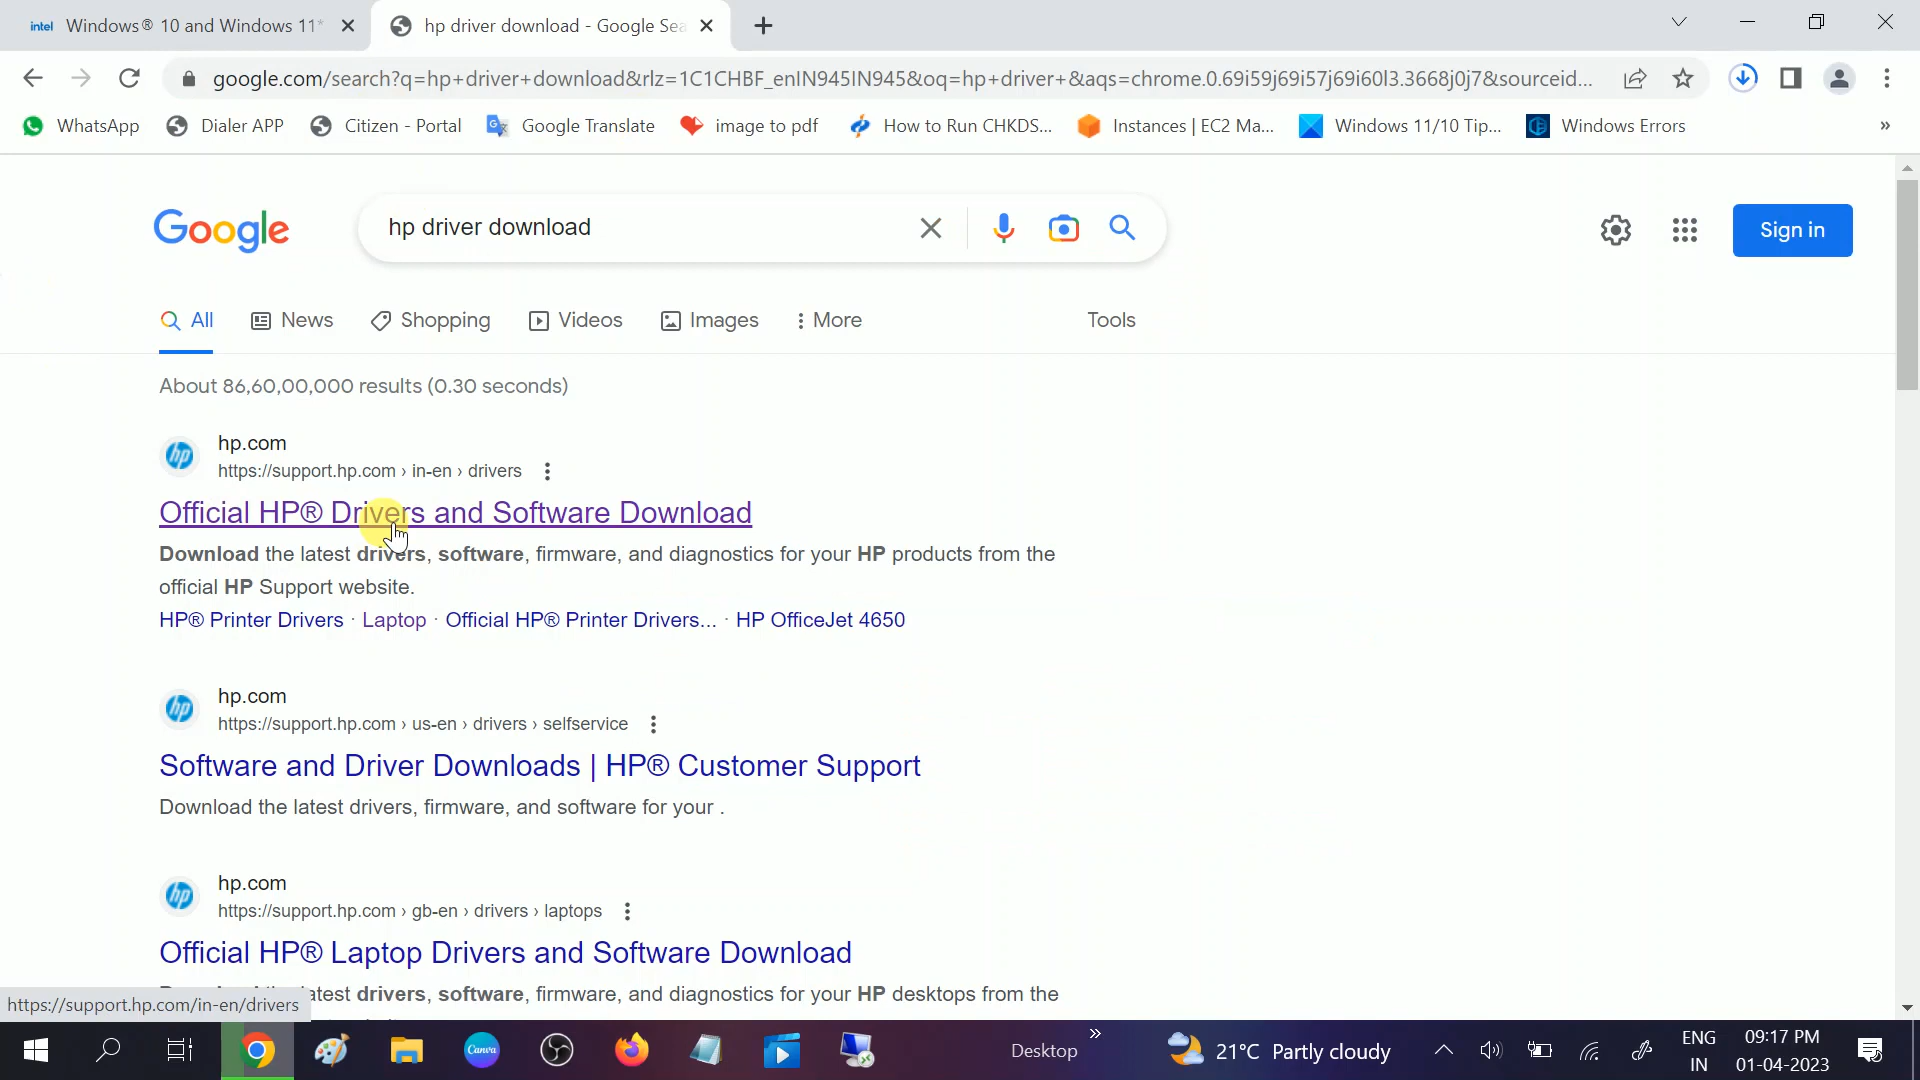 intel Windows® 10 and Windows 11*
hp driver download - Google Sea
google.com/search?q=hp+driver+download&rlz=1C1CHBF_enIN945IN945&oq=hp+driver+&aqs=chrome.0.69i59j69i57j69i60l3.3668j0j7&sourceid...
WhatsApp Dialer APP Citizen - Portal Google Translate image to pdf How to Run CHKDS... Instances | EC2 Ma... Windows 11/10 Tip... Windows Errors »
Google hp driver download Sign in
All News Shopping Videos Images More Tools
About 86,60,00,000 results (0.30 seconds)
hp hp.com
https://support.hp.com › in-en › drivers
Official HP® Drivers and Software Download
Download the latest drivers, software, firmware, and diagnostics for your HP products from the
official HP Support website.
HP® Printer Drivers · Laptop · Official HP® Printer Drivers... · HP OfficeJet 4650
hp hp.com
https://support.hp.com › us-en › drivers › selfservice
Software and Driver Downloads | HP® Customer Support
Download the latest drivers, firmware, and software for your .
hp hp.com
https://support.hp.com › gb-en › drivers › laptops
Official HP® Laptop Drivers and Software Download
atest drivers, software, firmware, and diagnostics for your HP desktops from the
https://support.hp.com/in-en/drivers
Canva Desktop » 21°C Partly cloudy ENG 09:17 PM
IN 01-04-2023